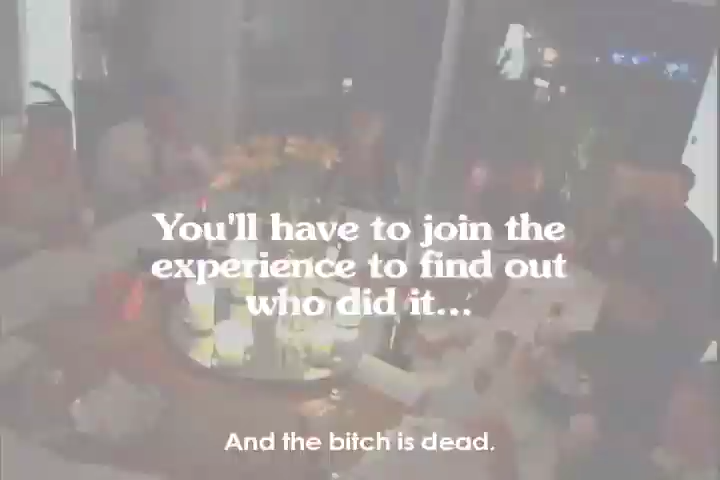 You'll have to join the
experience to find out
who did it...
And the bitch is dead.